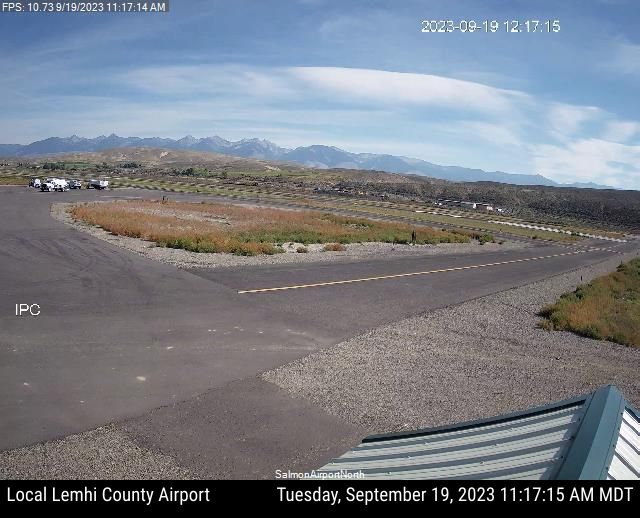 FPS: 10.73 9/19/2023 11:17:14 AM
2023-09-19 12:17:15
IPC
SalmonAirportNorth
Local Lemhi County Airport
Tuesday, September 19, 2023 11:17:15 AM MDT